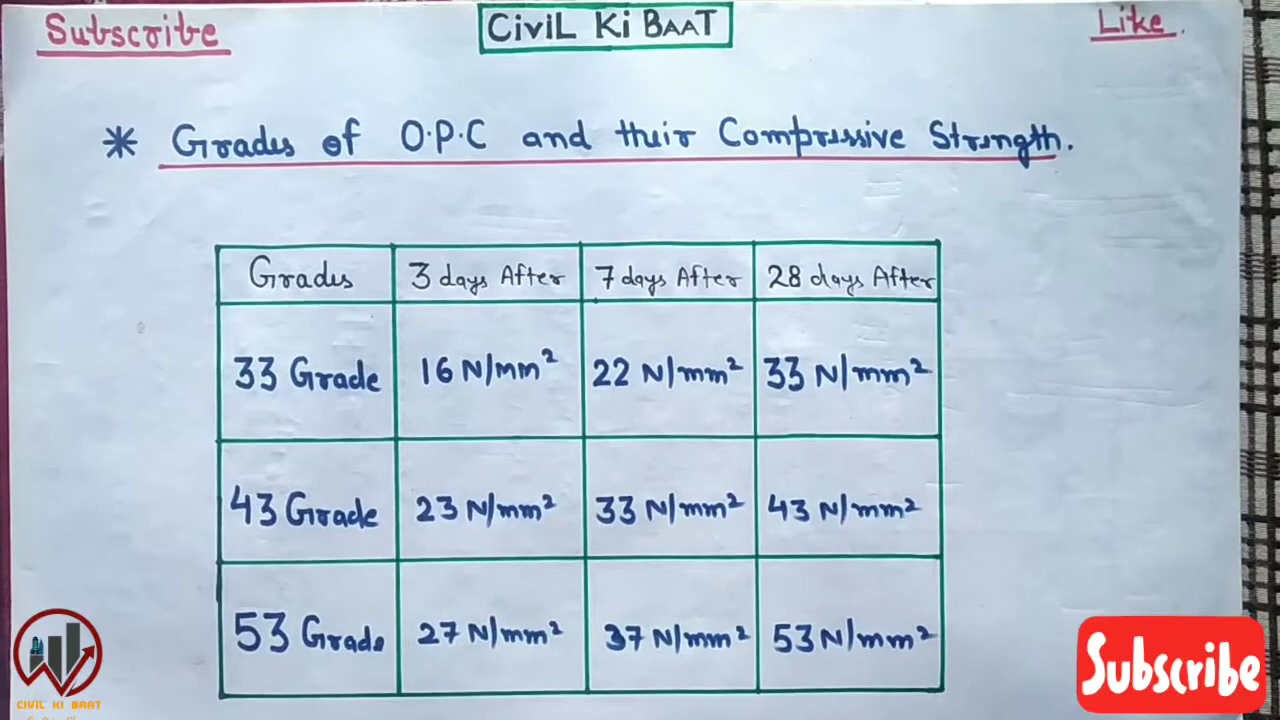 Subscribe
CiviL Ki BAAT
Like.
* Grades of O.P.C and their Compressive Strength.
Grades 3 days After 7 days After 28 days After
33 Grade 16 N/mm² 22 N/mm² 33 N/mm²
43 Grade 23 N/mm² 33 N/mm² 43 N/mm²
53 Grade 27 N/mm² 37 N/mm² 53 N/mm²
CIVIL KI BAAT
Subscribe